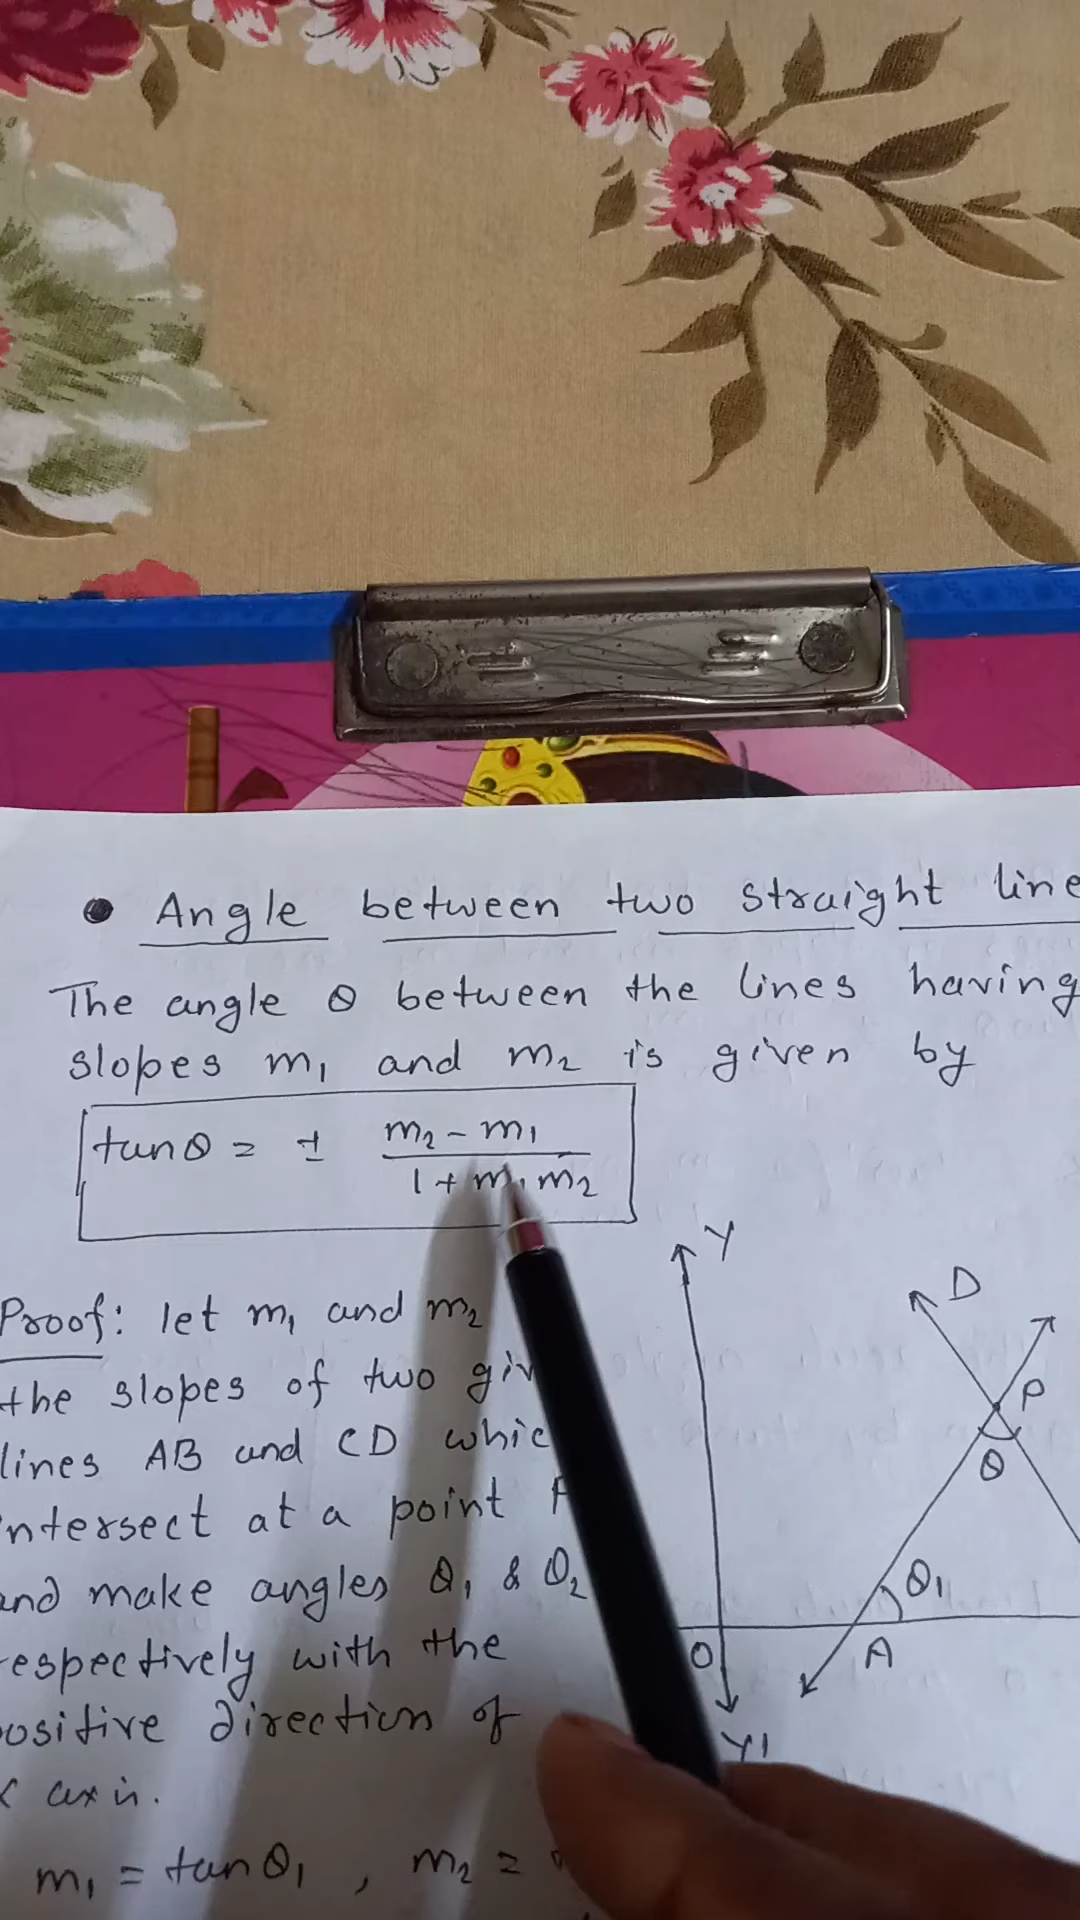 Angle between two straight line
The angle θ between the lines having
slopes m₁ and m₂ is given by
tanθ = ± m₂ - m₁
1 + m₁ m₂
Proof: let m₁ and m₂
the slopes of two
lines AB and CD
intersect at a point
and make angles θ₁ & θ₂
respectively with the
positive direction of
x axis.
m₁ = tanθ₁ , m₂ =
Y
D
P
θ
θ₁
O
A
Y'